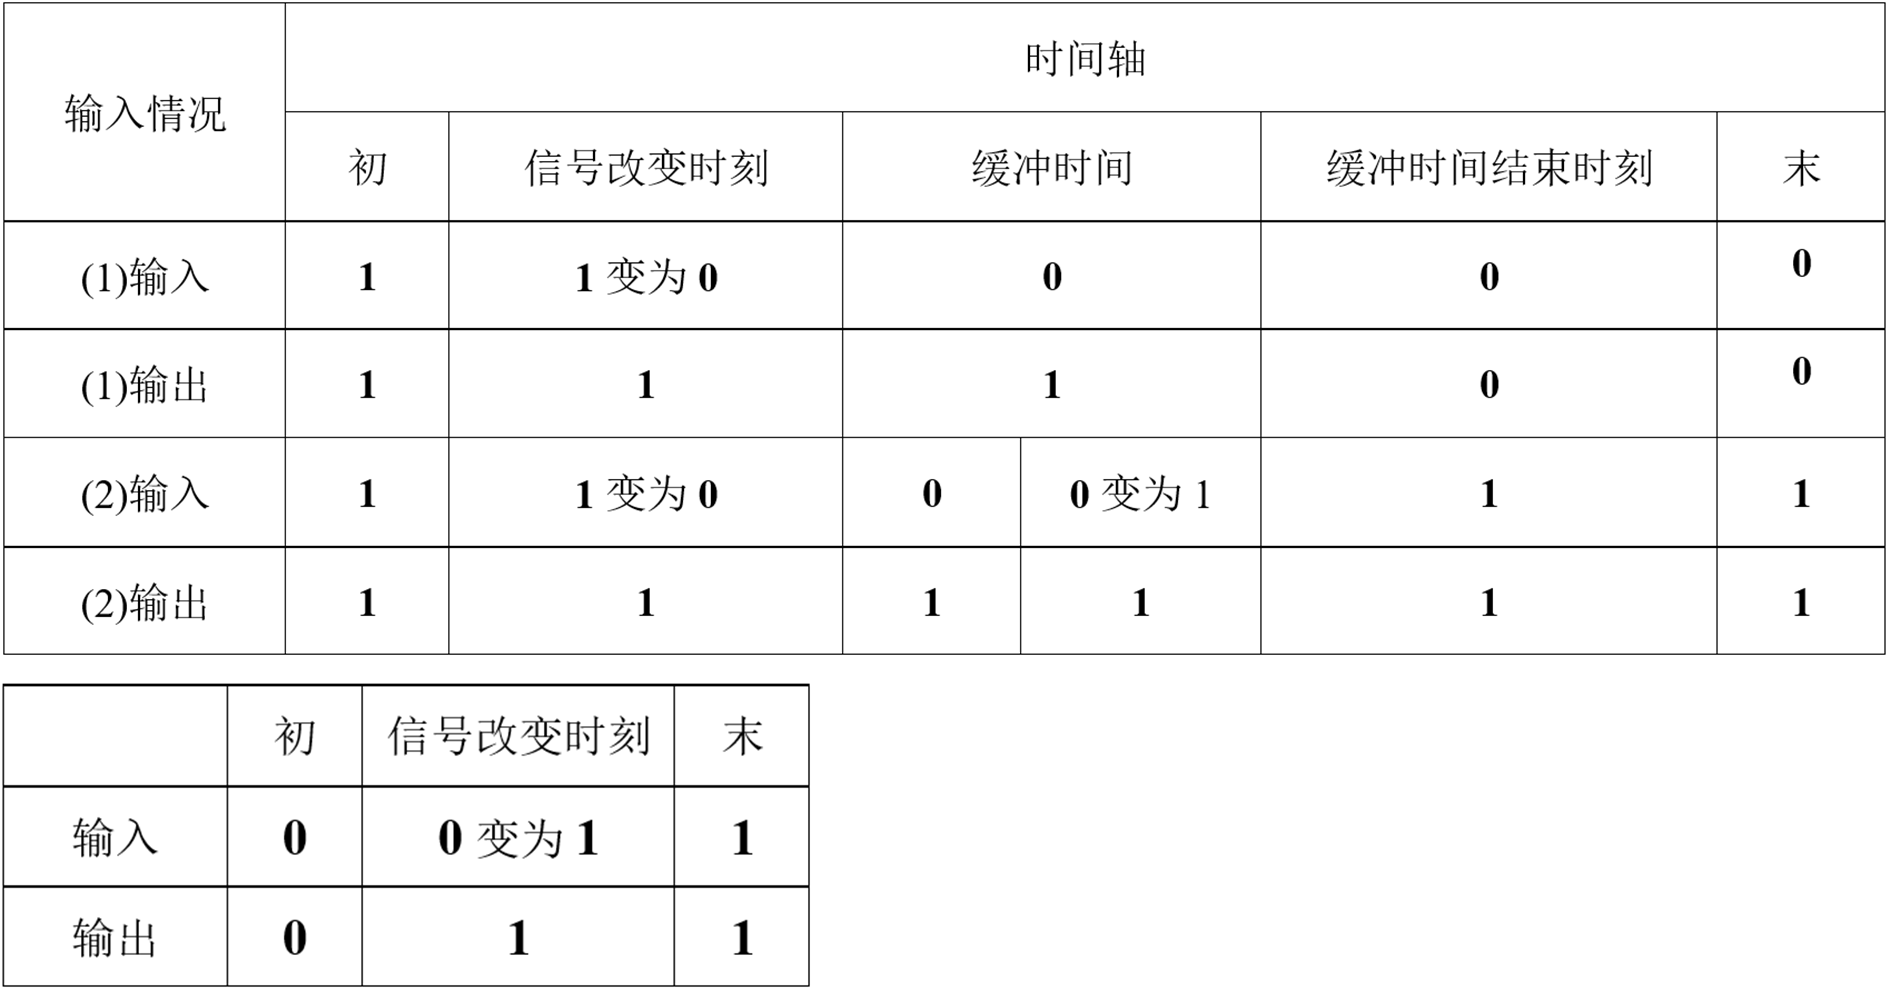 输入情况 时间轴
初 信号改变时刻 缓冲时间 缓冲时间结束时刻 末
(1)输入 1 1变为0 0 0 0
(1)输出 1 1 1 0 0
(2)输入 1 1变为0 0 0变为1 1 1
(2)输出 1 1 1 1 1 1
初 信号改变时刻 末
输入 0 0变为1 1
输出 0 1 1